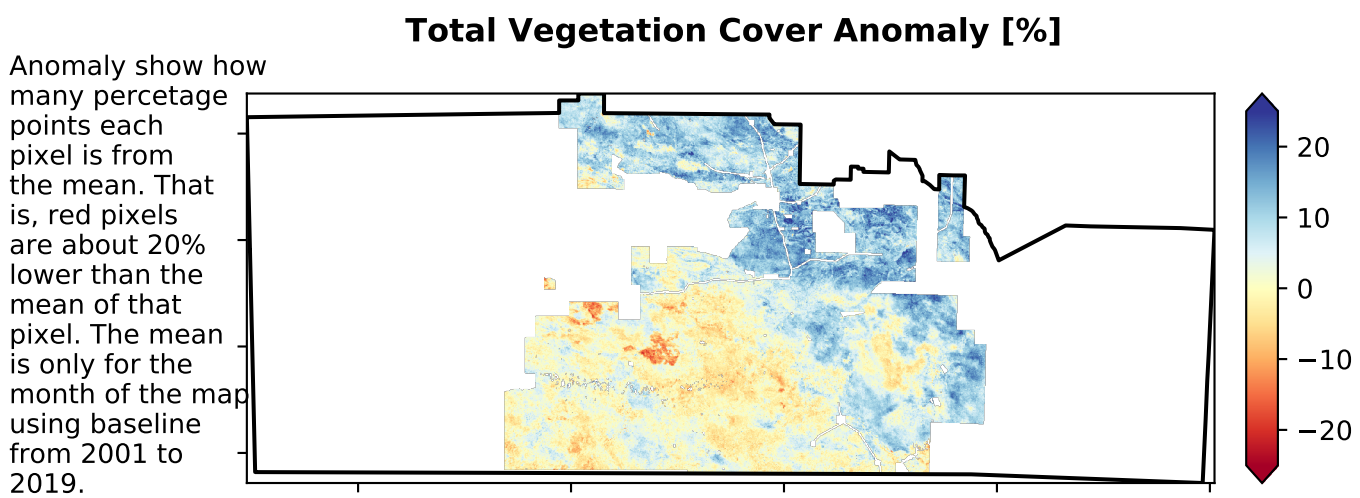 Total Vegetation Cover Anomaly [%]
Anomaly show how
many percetage
points each
pixel is from
the mean. That
is, red pixels
are about 20%
lower than the
mean of that
pixel. The mean
is only for the
month of the map
using baseline
from 2001 to
2019.
20
10
0
−10
−20